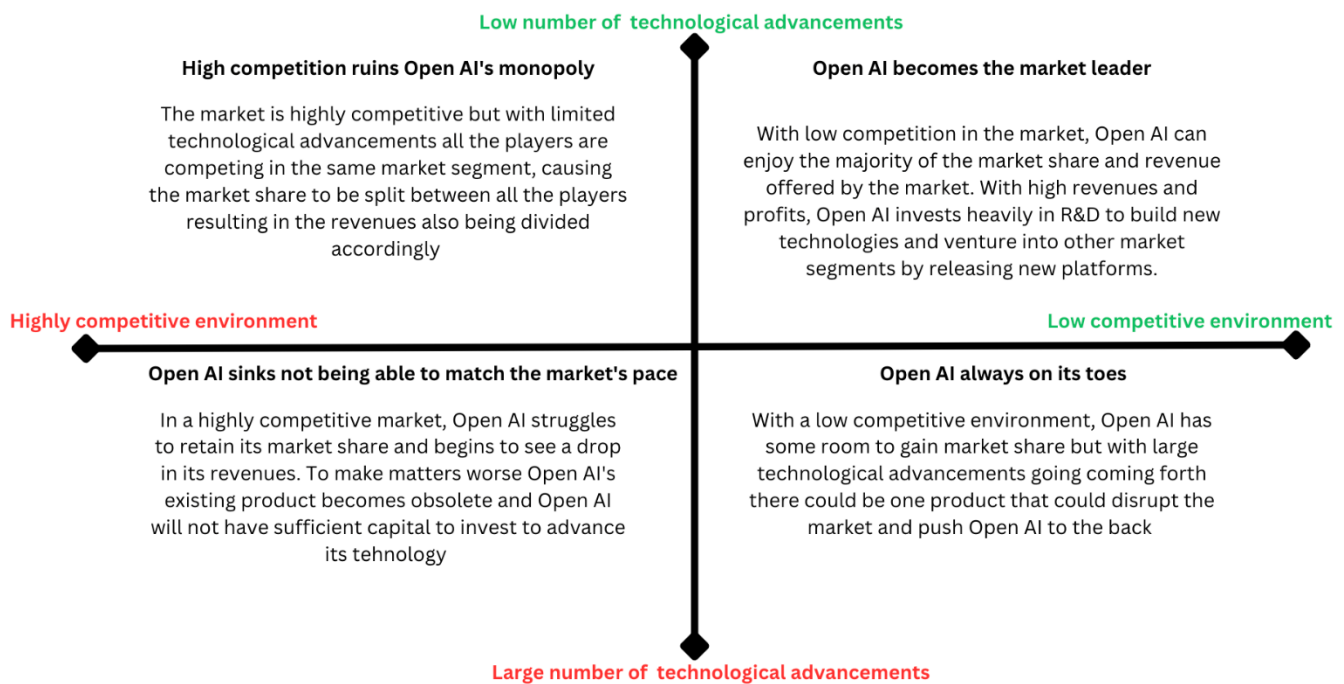 Low number of  technological advancements
High competition ruins Open AI's monopoly
The market is highly competitive but with limited
technological advancements all the players are
competing in the same market segment, causing
the market share to be split between all the players
resulting in the revenues also being divided
accordingly
Open AI becomes the market leader
With low competition in the market, Open AI can
enjoy the majority of the market share and revenue
offered by the market. With high revenues and
profits, Open AI invests heavily in R&D to build new
technologies and venture into other market
segments by releasing new platforms.
Highly competitive environment
Low competitive environment
Open AI sinks not being able to match the market's pace
In a highly competitive market, Open AI struggles
to retain its market share and begins to see a drop
in its revenues. To make matters worse Open AI's
existing product becomes obsolete and Open AI
will not have sufficient capital to invest to advance
its tehnology
Open AI always on its toes
With a low competitive environment, Open AI has
some room to gain market share but with large
technological advancements going coming forth
there could be one product that could disrupt the
market and push Open AI to the back
Large number of  technological advancements